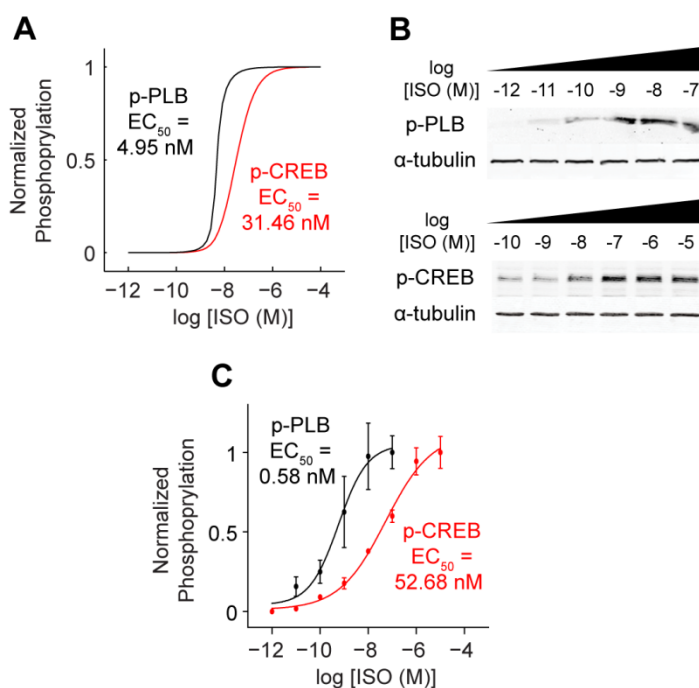 A
Normalized
Phosphoprylation
1
0.5
0
p-PLB
EC50 =
4.95 nM
p-CREB
EC50 =
31.46 nM
−12 −10 −8 −6 −4
log [ISO (M)]
B
log
[ISO (M)]
-12 -11 -10 -9 -8 -7
p-PLB
α-tubulin
log
[ISO (M)]
-10 -9 -8 -7 -6 -5
p-CREB
α-tubulin
C
Normalized
Phosphoprylation
1
0.5
0
p-PLB
EC50 =
0.58 nM
p-CREB
EC50 =
52.68 nM
−12 −10 −8 −6 −4
log [ISO (M)]